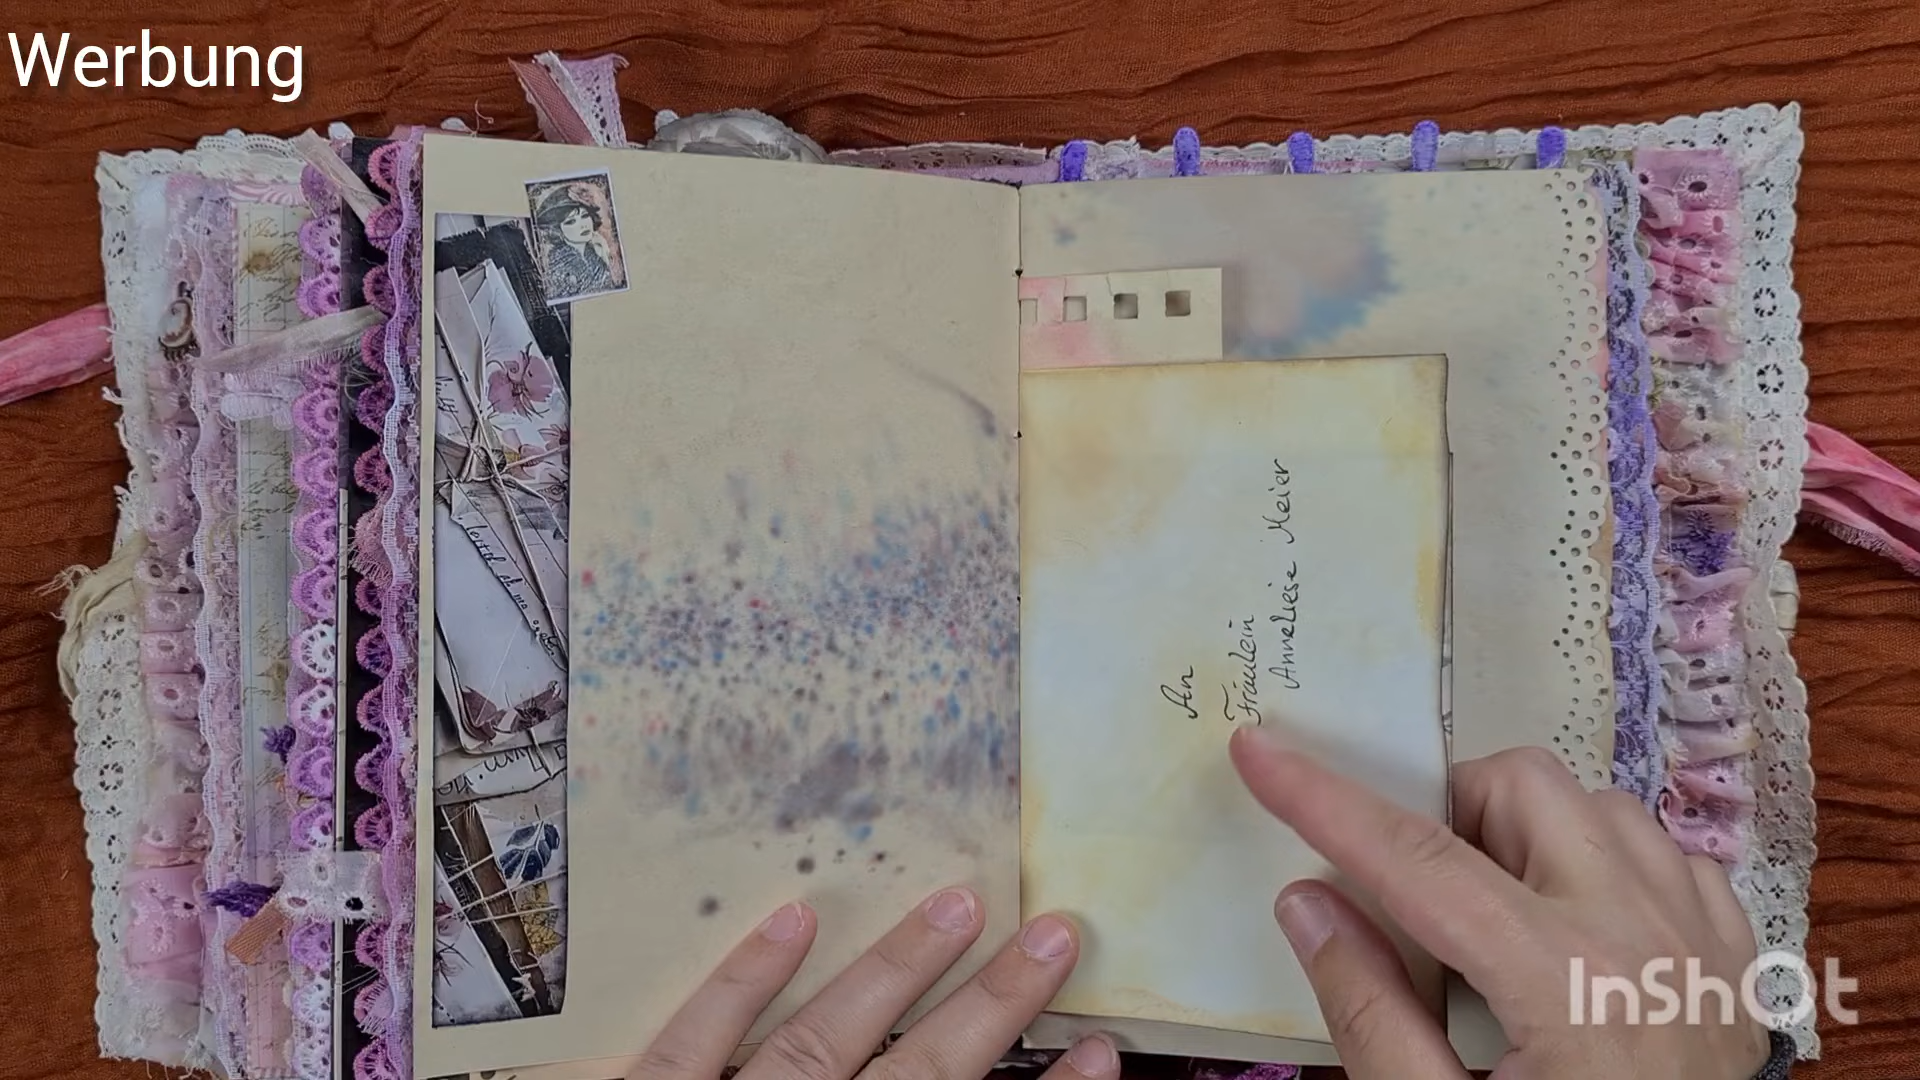 Werbung
An
Fräulein
Anneliese Meier
InShOt